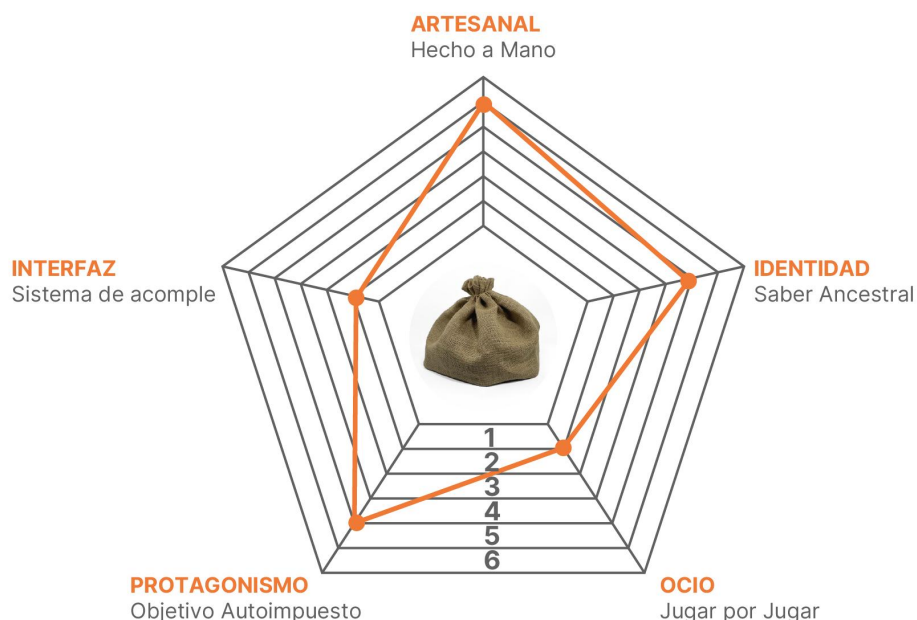 ARTESANAL
Hecho a Mano
INTERFAZ
Sistema de acomple
IDENTIDAD
Saber Ancestral
1
2
3
4
5
6
PROTAGONISMO
Objetivo Autoimpuesto
OCIO
Jugar por Jugar